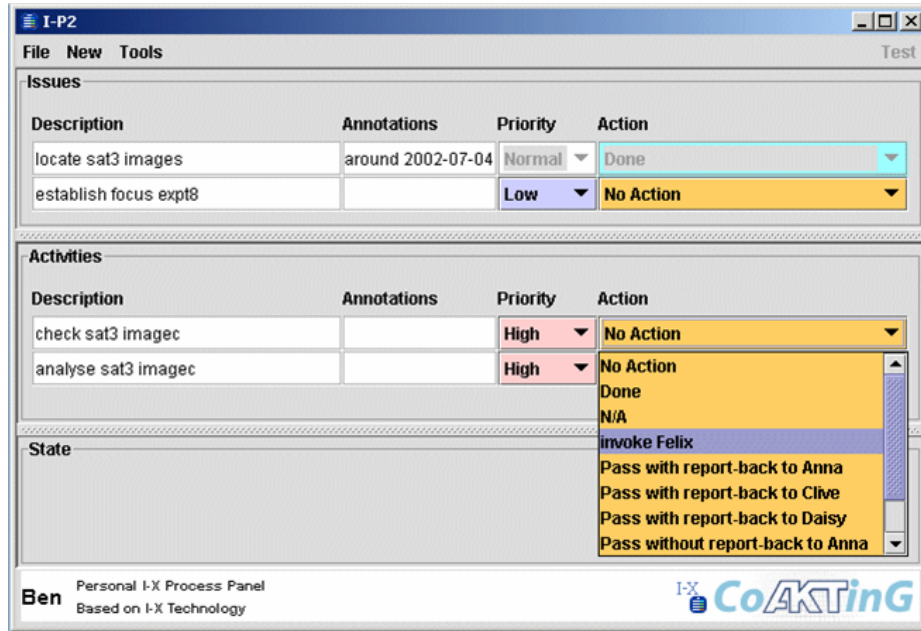 I-P2
File New Tools Test
Issues
Description Annotations Priority Action
locate sat3 images around 2002-07-04 Normal Done
establish focus expt8 Low No Action
Activities
Description Annotations Priority Action
check sat3 imagec High No Action
analyse sat3 imagec High No Action
Done
N/A
invoke Felix
Pass with report-back to Anna
Pass with report-back to Clive
Pass with report-back to Daisy
Pass without report-back to Anna
State
Ben Personal I-X Process Panel
Based on I-X Technology
I-X CoAKTinG